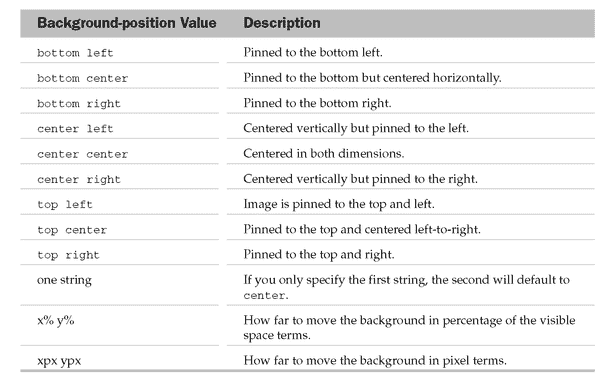 Background-position Value Description
bottom left Pinned to the bottom left.
bottom center Pinned to the bottom but centered horizontally.
bottom right Pinned to the bottom right.
center left Centered vertically but pinned to the left.
center center Centered in both dimensions.
center right Centered vertically but pinned to the right.
top left Image is pinned to the top and left.
top center Pinned to the top and centered left-to-right.
top right Pinned to the top and right.
one string If you only specify the first string, the second will default to
center.
x% y% How far to move the background in percentage of the visible
space terms.
xpx ypx How far to move the background in pixel terms.